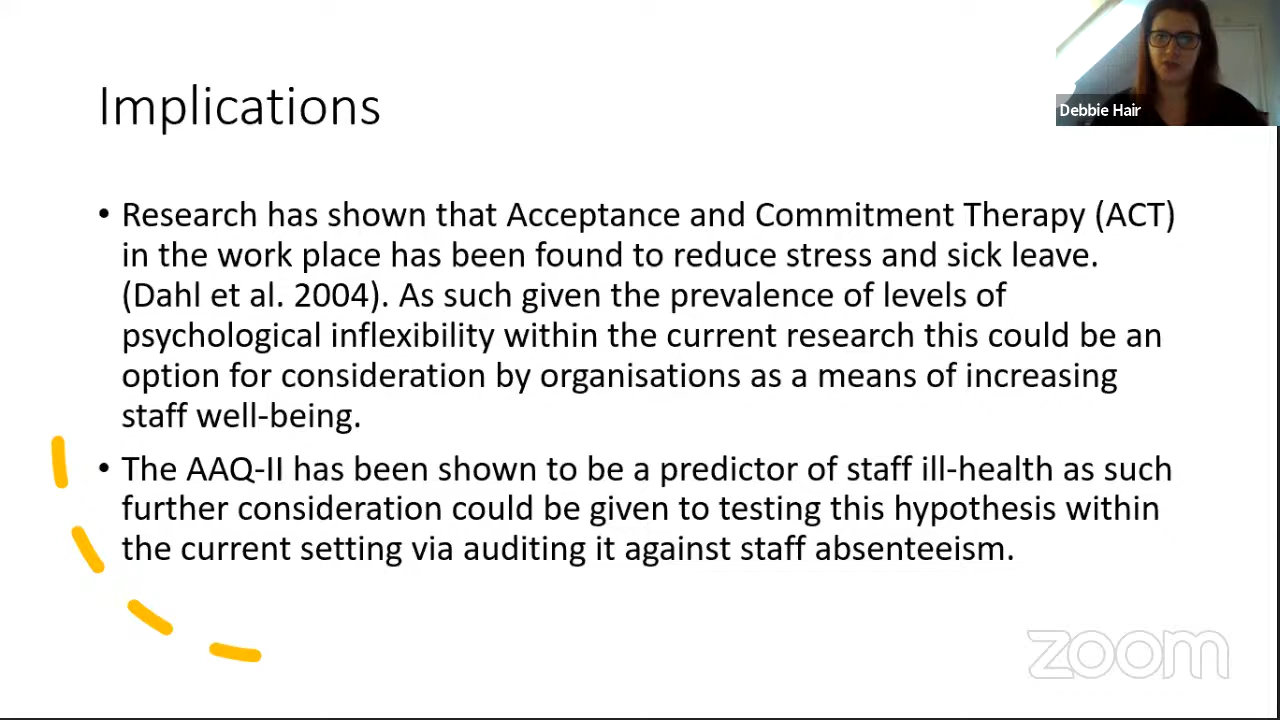 Implications
Debbie Hair
• Research has shown that Acceptance and Commitment Therapy (ACT)
in the work place has been found to reduce stress and sick leave.
(Dahl et al. 2004). As such given the prevalence of levels of
psychological inflexibility within the current research this could be an
option for consideration by organisations as a means of increasing
staff well-being.
• The AAQ-II has been shown to be a predictor of staff ill-health as such
further consideration could be given to testing this hypothesis within
the current setting via auditing it against staff absenteeism.
zoom